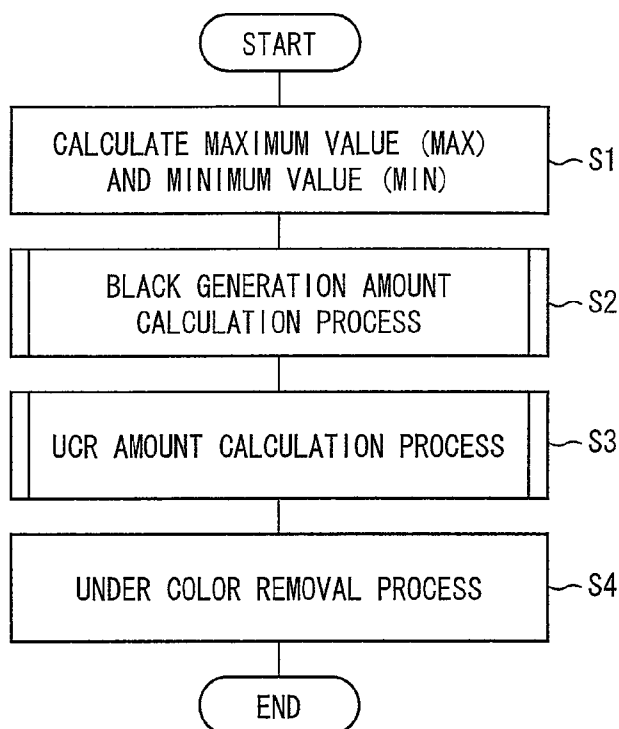 START
CALCULATE MAXIMUM VALUE (MAX)
AND MINIMUM VALUE (MIN)
S1
BLACK GENERATION AMOUNT
CALCULATION PROCESS
S2
UCR AMOUNT CALCULATION PROCESS
S3
UNDER COLOR REMOVAL PROCESS
S4
END